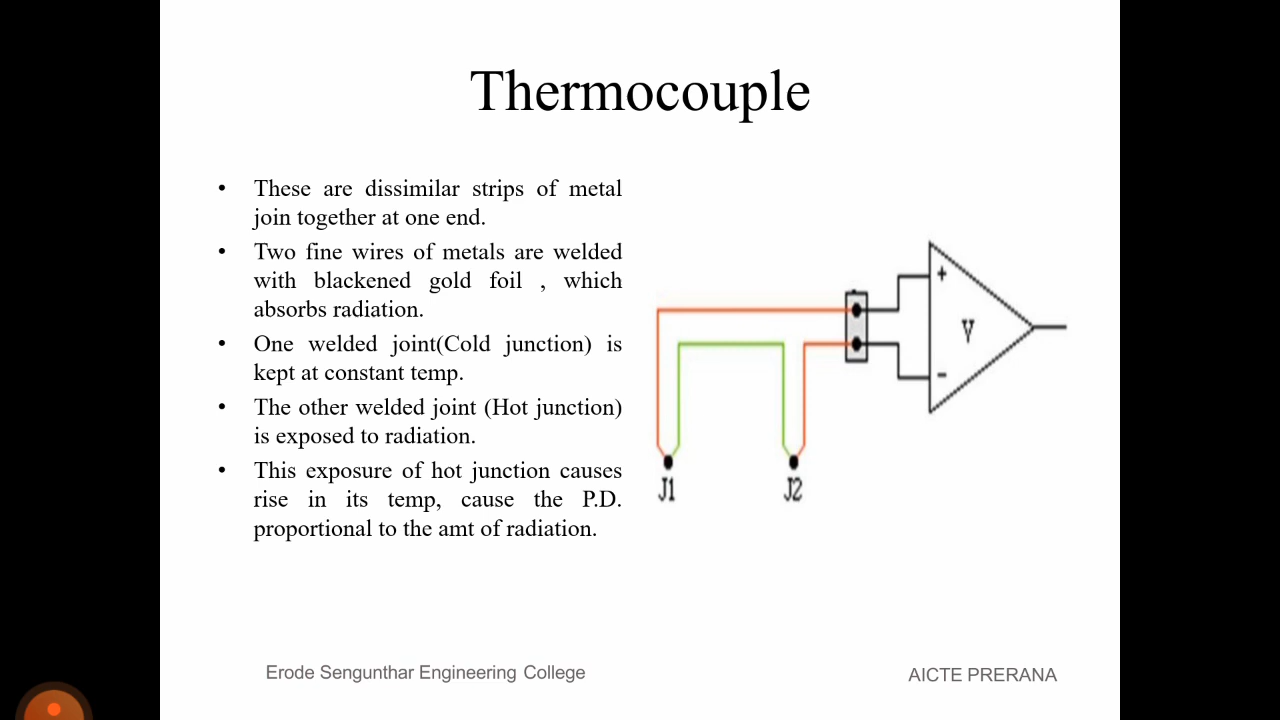 Thermocouple
• These are dissimilar strips of metal
join together at one end.
• Two fine wires of metals are welded
with blackened gold foil , which
absorbs radiation.
• One welded joint(Cold junction) is
kept at constant temp.
• The other welded joint (Hot junction)
is exposed to radiation.
• This exposure of hot junction causes
rise in its temp, cause the P.D.
proportional to the amt of radiation.
+
V
-
J1 J2
Erode Sengunthar Engineering College
AICTE PRERANA